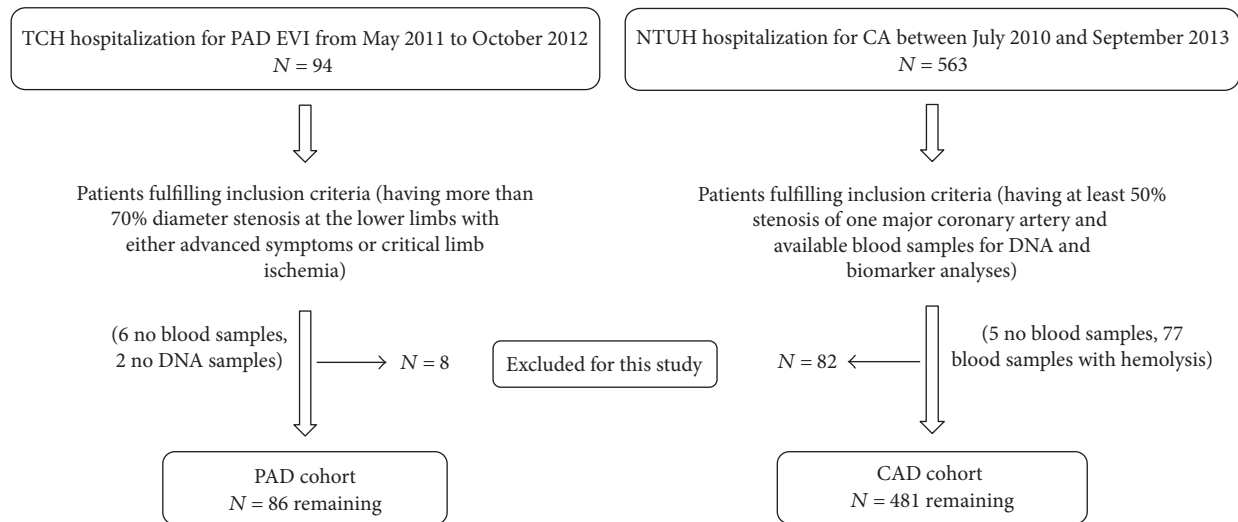 TCH hospitalization for PAD EVI from May 2011 to October 2012
N = 94
NTUH hospitalization for CA between July 2010 and September 2013
N = 563
Patients fulfilling inclusion criteria (having more than
70% diameter stenosis at the lower limbs with
either advanced symptoms or critical limb
ischemia)
Patients fulfilling inclusion criteria (having at least 50%
stenosis of one major coronary artery and
available blood samples for DNA and
biomarker analyses)
(6 no blood samples,
2 no DNA samples)
N = 8
Excluded for this study
N = 82
(5 no blood samples, 77
blood samples with hemolysis)
PAD cohort
N = 86 remaining
CAD cohort
N = 481 remaining